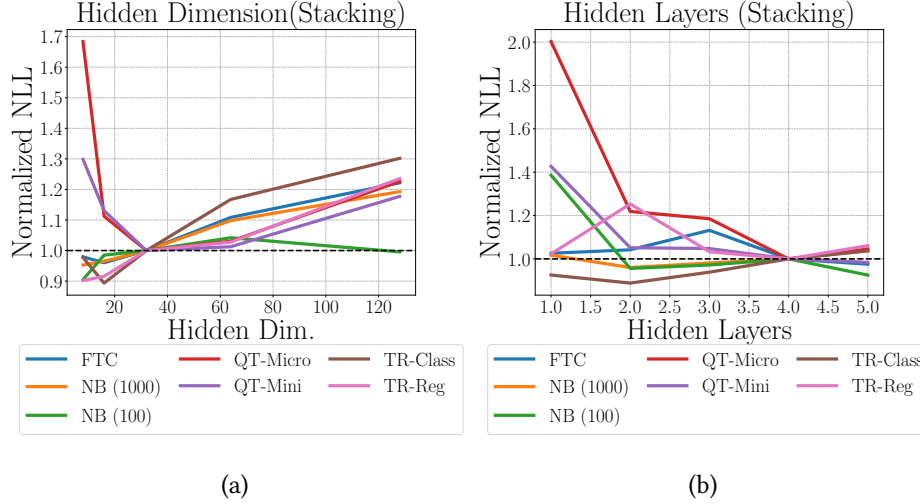 Hidden Dimension(Stacking)
Normalized NLL
1.7
1.6
1.5
1.4
1.3
1.2
1.1
1.0
0.9
20 40 60 80 100 120
Hidden Dim.
FTC QT-Micro TR-Class
NB (1000) QT-Mini TR-Reg
NB (100)
(a)
Hidden Layers (Stacking)
Normalized NLL
2.0
1.8
1.6
1.4
1.2
1.0
1.0 1.5 2.0 2.5 3.0 3.5 4.0 4.5 5.0
Hidden Layers
FTC QT-Micro TR-Class
NB (1000) QT-Mini TR-Reg
NB (100)
(b)